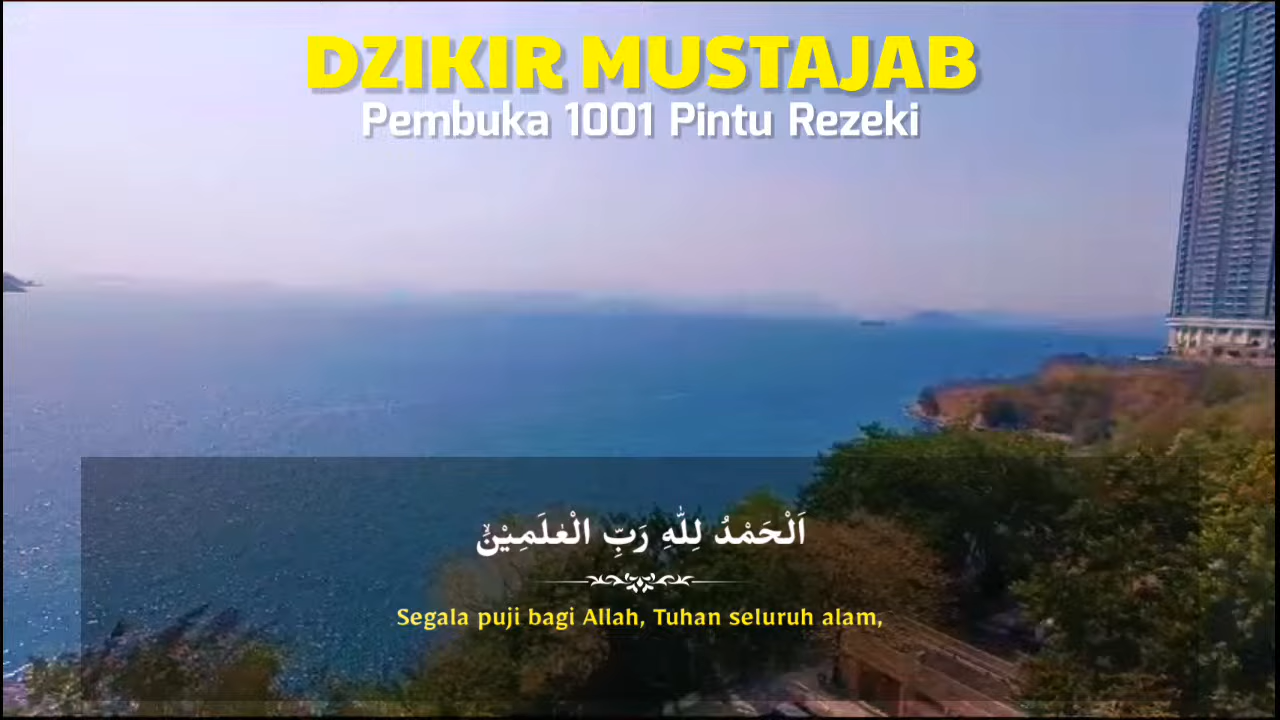 DZIKIR MUSTAJAB
Pembuka 1001 Pintu Rezeki
اَلْحَمْدُ لِلّٰهِ رَبِّ الْعٰلَمِيْنَۙ
Segala puji bagi Allah, Tuhan seluruh alam,